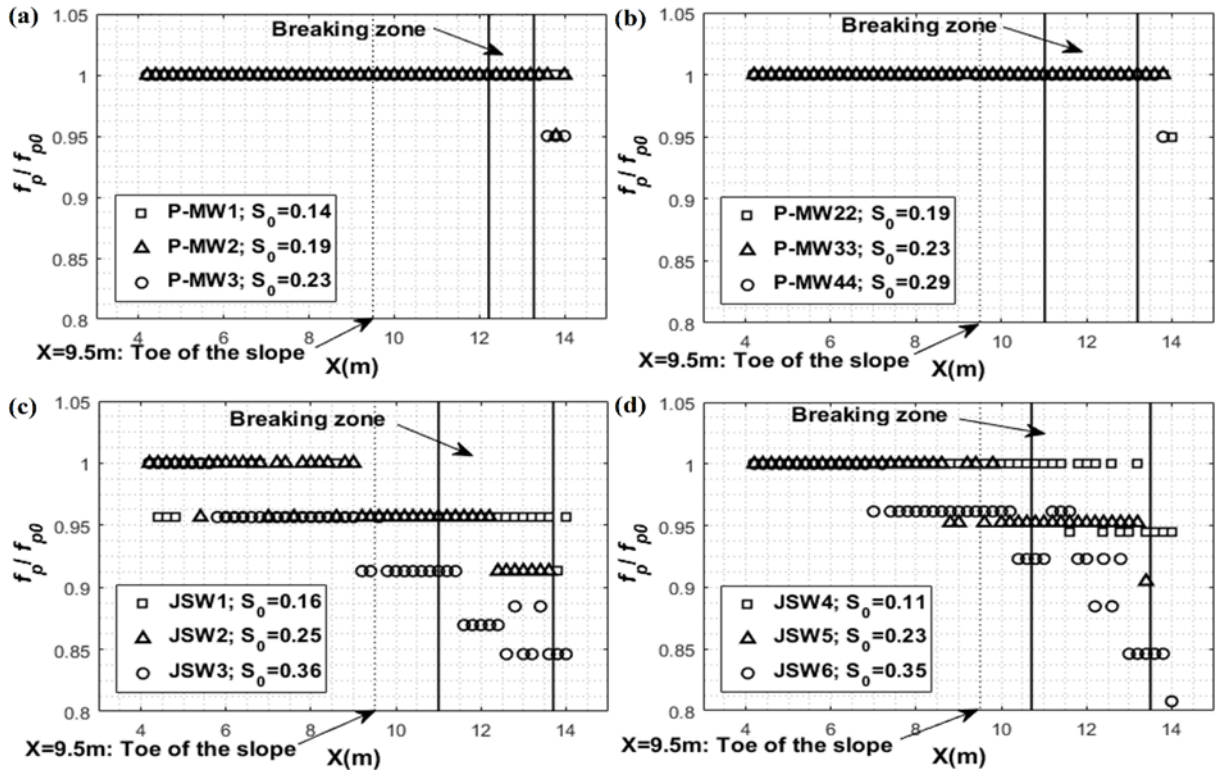 (a)
1.05
1
0.95
0.9
0.85
0.8
f_p / f_p0
Breaking zone
P-MW1; S_0=0.14
P-MW2; S_0=0.19
P-MW3; S_0=0.23
4 6 8 10 12 14
X=9.5m: Toe of the slope
X(m)
(b)
1.05
1
0.95
0.9
0.85
0.8
f_p / f_p0
Breaking zone
P-MW22; S_0=0.19
P-MW33; S_0=0.23
P-MW44; S_0=0.29
4 6 8 10 12 14
X=9.5m: Toe of the slope
X(m)
(c)
1.05
1
0.95
0.9
0.85
0.8
f_p / f_p0
Breaking zone
JSW1; S_0=0.16
JSW2; S_0=0.25
JSW3; S_0=0.36
4 6 8 10 12 14
X=9.5m: Toe of the slope
X(m)
(d)
1.05
1
0.95
0.9
0.85
0.8
f_p / f_p0
Breaking zone
JSW4; S_0=0.11
JSW5; S_0=0.23
JSW6; S_0=0.35
4 6 8 10 12 14
X=9.5m: Toe of the slope
X(m)